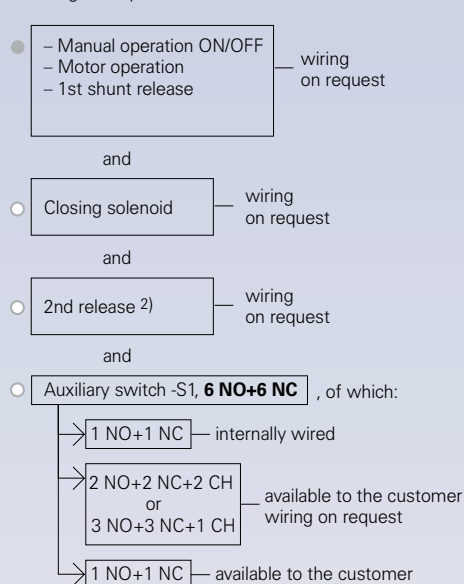 – Manual operation ON/OFF
– Motor operation
– 1st shunt release
wiring
on request
and
Closing solenoid
wiring
on request
and
2nd release 2)
wiring
on request
and
Auxiliary switch -S1, 6 NO+6 NC , of which:
1 NO+1 NC
internally wired
2 NO+2 NC+2 CH
or
3 NO+3 NC+1 CH
available to the customer
wiring on request
1 NO+1 NC
available to the customer